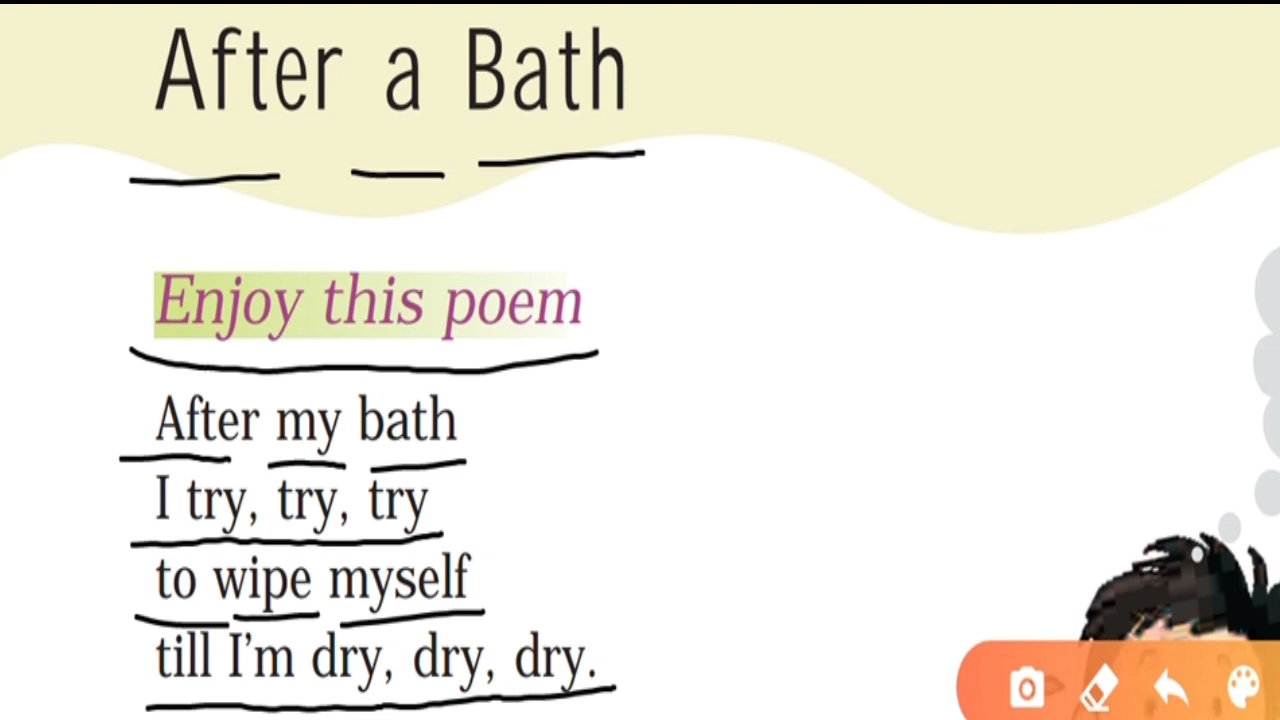 After a Bath
Enjoy this poem
After my bath
I try, try, try
to wipe myself
till I'm dry, dry, dry.